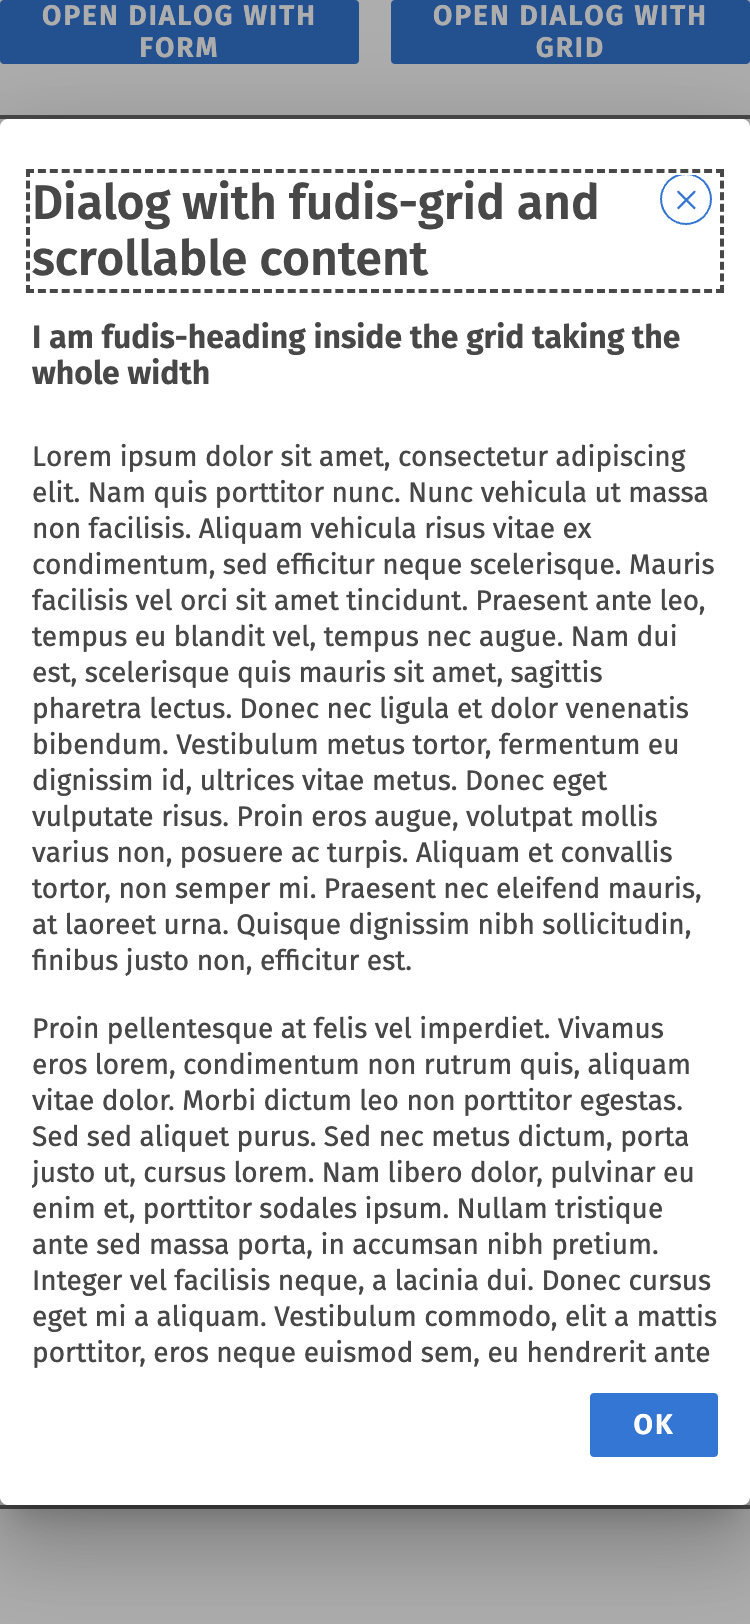 OPEN DIALOG WITH
FORM
OPEN DIALOG WITH
GRID
Dialog with fudis-grid and
scrollable content
I am fudis-heading inside the grid taking the
whole width
Lorem ipsum dolor sit amet, consectetur adipiscing
elit. Nam quis porttitor nunc. Nunc vehicula ut massa
non facilisis. Aliquam vehicula risus vitae ex
condimentum, sed efficitur neque scelerisque. Mauris
facilisis vel orci sit amet tincidunt. Praesent ante leo,
tempus eu blandit vel, tempus nec augue. Nam dui
est, scelerisque quis mauris sit amet, sagittis
pharetra lectus. Donec nec ligula et dolor venenatis
bibendum. Vestibulum metus tortor, fermentum eu
dignissim id, ultrices vitae metus. Donec eget
vulputate risus. Proin eros augue, volutpat mollis
varius non, posuere ac turpis. Aliquam et convallis
tortor, non semper mi. Praesent nec eleifend mauris,
at laoreet urna. Quisque dignissim nibh sollicitudin,
finibus justo non, efficitur est.
Proin pellentesque at felis vel imperdiet. Vivamus
eros lorem, condimentum non rutrum quis, aliquam
vitae dolor. Morbi dictum leo non porttitor egestas.
Sed sed aliquet purus. Sed nec metus dictum, porta
justo ut, cursus lorem. Nam libero dolor, pulvinar eu
enim et, porttitor sodales ipsum. Nullam tristique
ante sed massa porta, in accumsan nibh pretium.
Integer vel facilisis neque, a lacinia dui. Donec cursus
eget mi a aliquam. Vestibulum commodo, elit a mattis
porttitor, eros neque euismod sem, eu hendrerit ante
OK